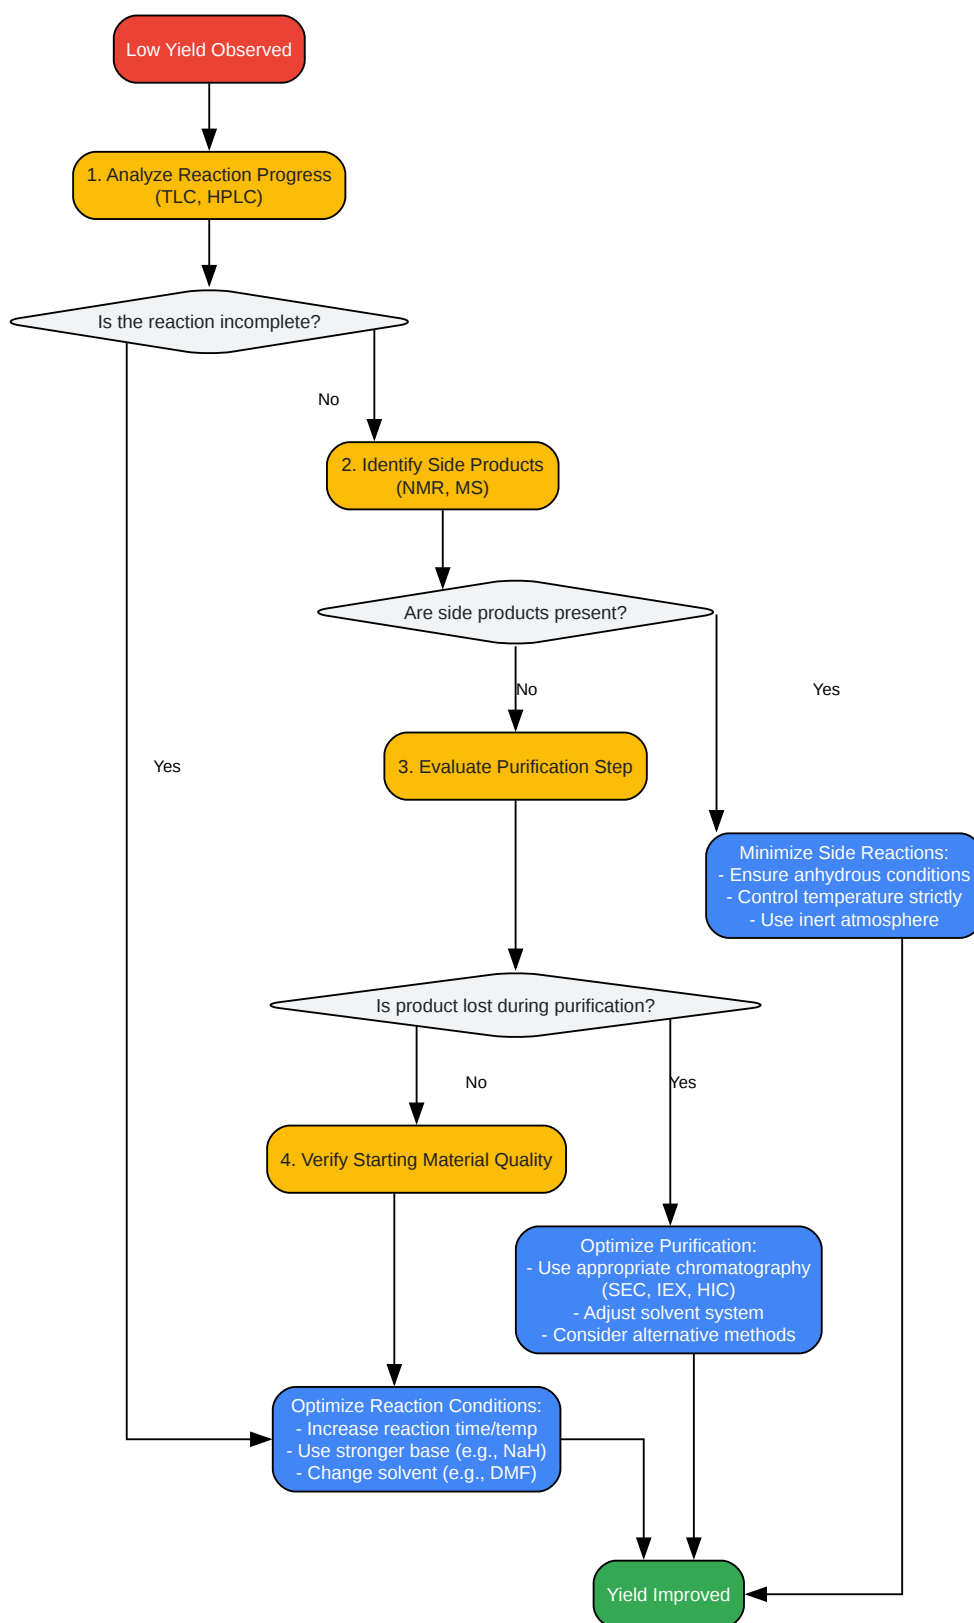 Low Yield Observed
1. Analyze Reaction Progress
(TLC, HPLC)
Is the reaction incomplete?
No
2. Identify Side Products
(NMR, MS)
Are side products present?
No
Yes
Yes
3. Evaluate Purification Step
Minimize Side Reactions:
- Ensure anhydrous conditions
- Control temperature strictly
- Use inert atmosphere
Is product lost during purification?
No
Yes
4. Verify Starting Material Quality
Optimize Purification:
- Use appropriate chromatography
(SEC, IEX, HIC)
- Adjust solvent system
- Consider alternative methods
Optimize Reaction Conditions:
- Increase reaction time/temp
- Use stronger base (e.g., NaH)
- Change solvent (e.g., DMF)
Yield Improved